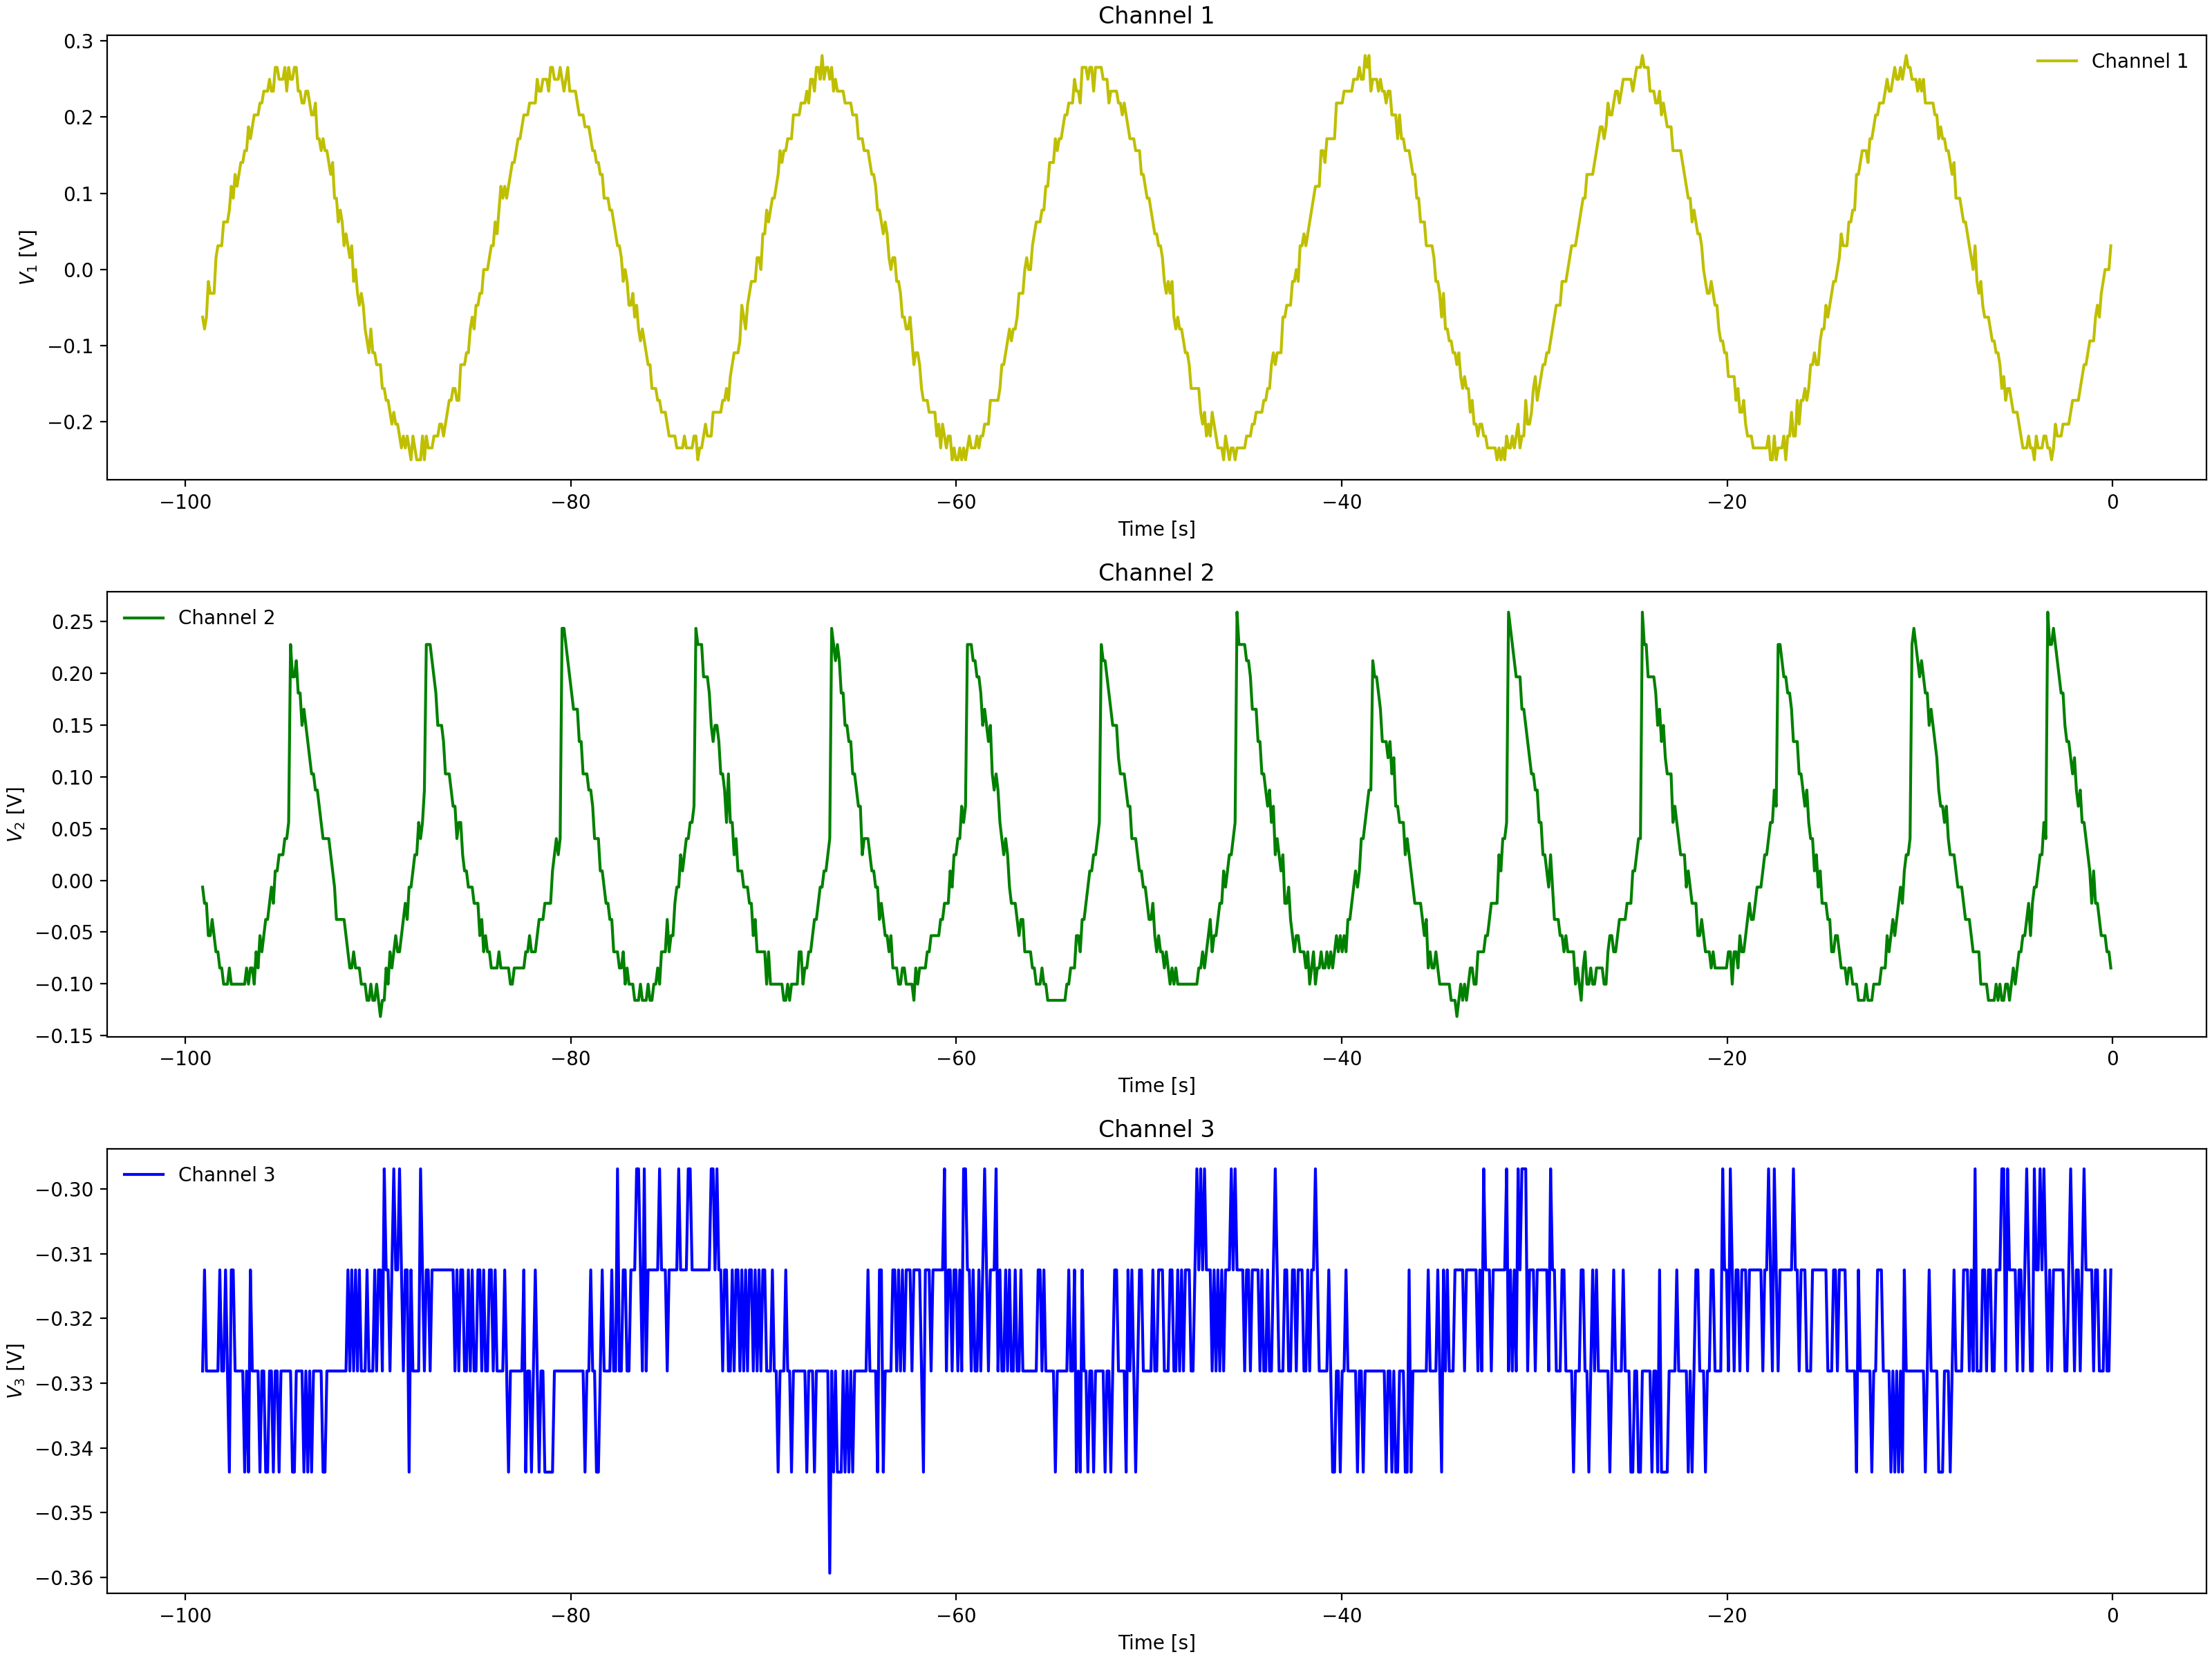 Channel 1
0.3
0.2
0.1
0.0
−0.1
−0.2
V1 [V]
Channel 1
−100 −80 −60 −40 −20 0
Time [s]
Channel 2
0.25
0.20
0.15
0.10
0.05
0.00
−0.05
−0.10
−0.15
V2 [V]
Channel 2
−100 −80 −60 −40 −20 0
Time [s]
Channel 3
−0.30
−0.31
−0.32
−0.33
−0.34
−0.35
−0.36
V3 [V]
Channel 3
−100 −80 −60 −40 −20 0
Time [s]